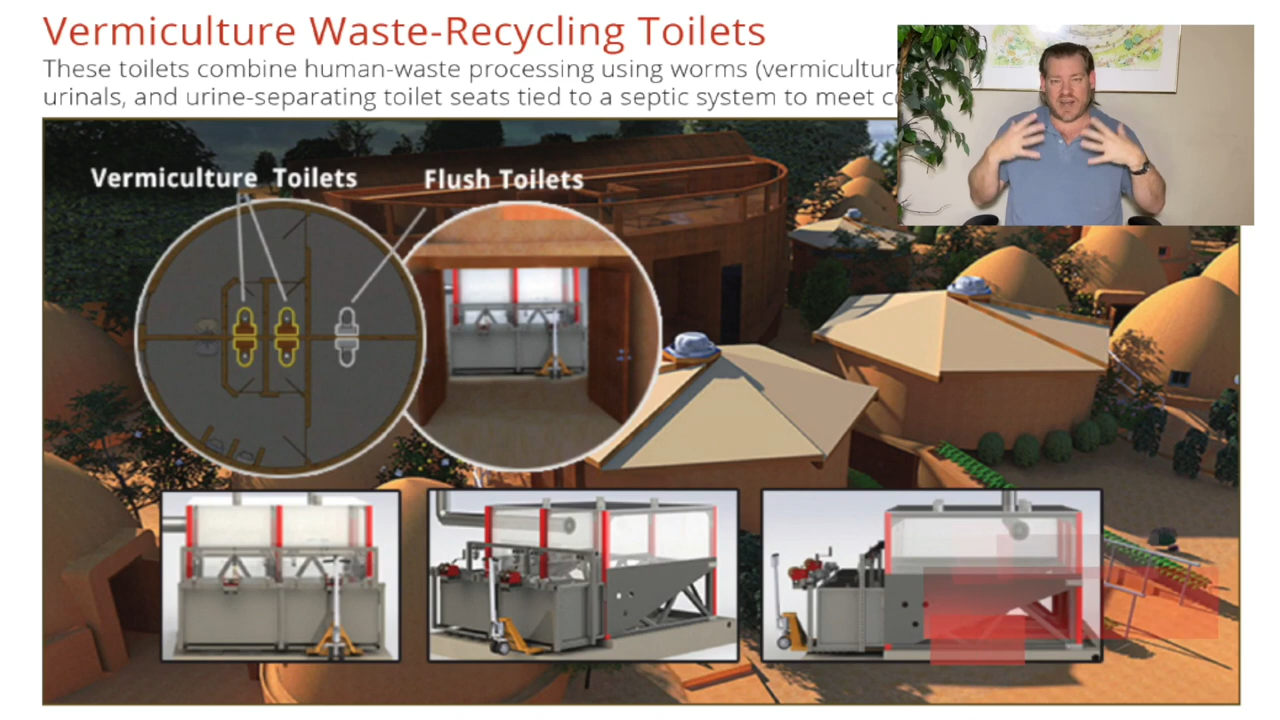 Vermiculture Waste-Recycling Toilets
These toilets combine human-waste processing using worms (vermiculture
urinals, and urine-separating toilet seats tied to a septic system to meet
Vermiculture Toilets
Flush Toilets